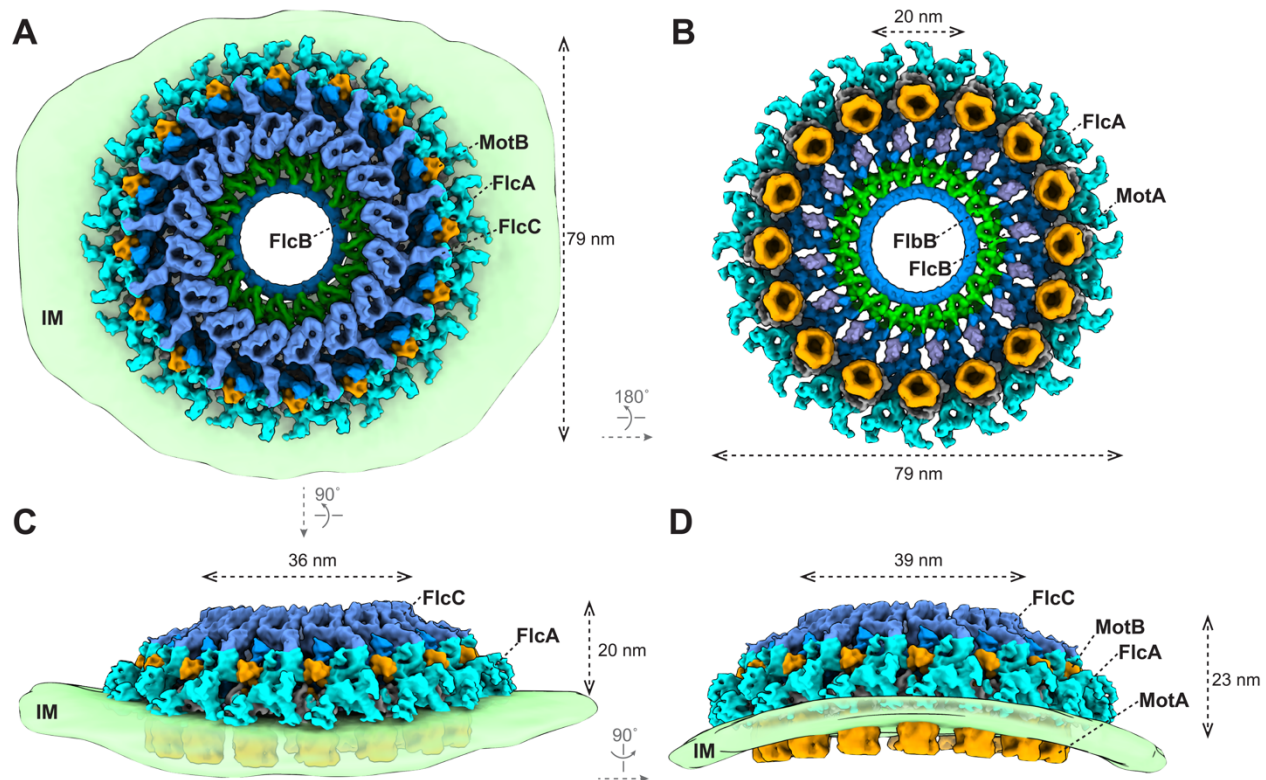 A
MotB
FlcA
FlcC
FlcB
79 nm
IM
B
20 nm
FlcA
MotA
FlbB
FlcB
180°
79 nm
90°
C
36 nm
FlcC
FlcA
20 nm
IM
D
39 nm
FlcC
MotB
FlcA
MotA
23 nm
IM
90°